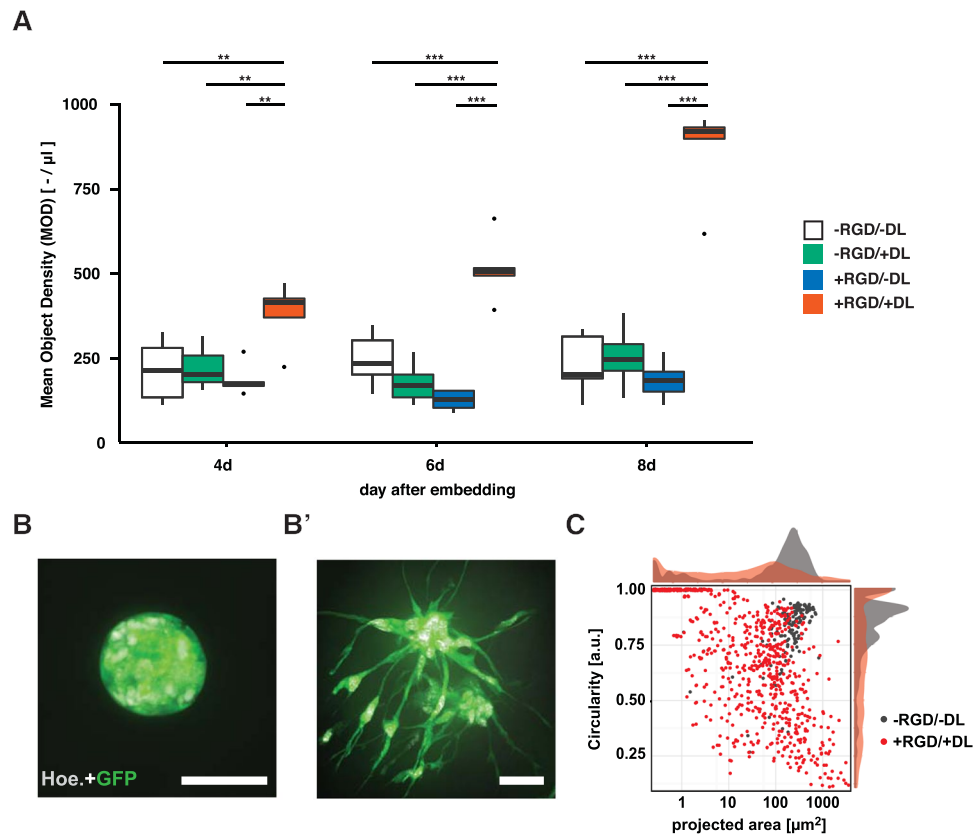 A
** *** ***
** *** ***
** *** ***
Mean Object Density (MOD) [ - / µl ]
1000
750
500
250
0
4d 6d 8d
day after embedding
-RGD/-DL
-RGD/+DL
+RGD/-DL
+RGD/+DL
B
Hoe.+GFP
B’
C
Circularity [a.u.]
1.00
0.75
0.50
0.25
1 10 100 1000
projected area [µm²]
-RGD/-DL
+RGD/+DL